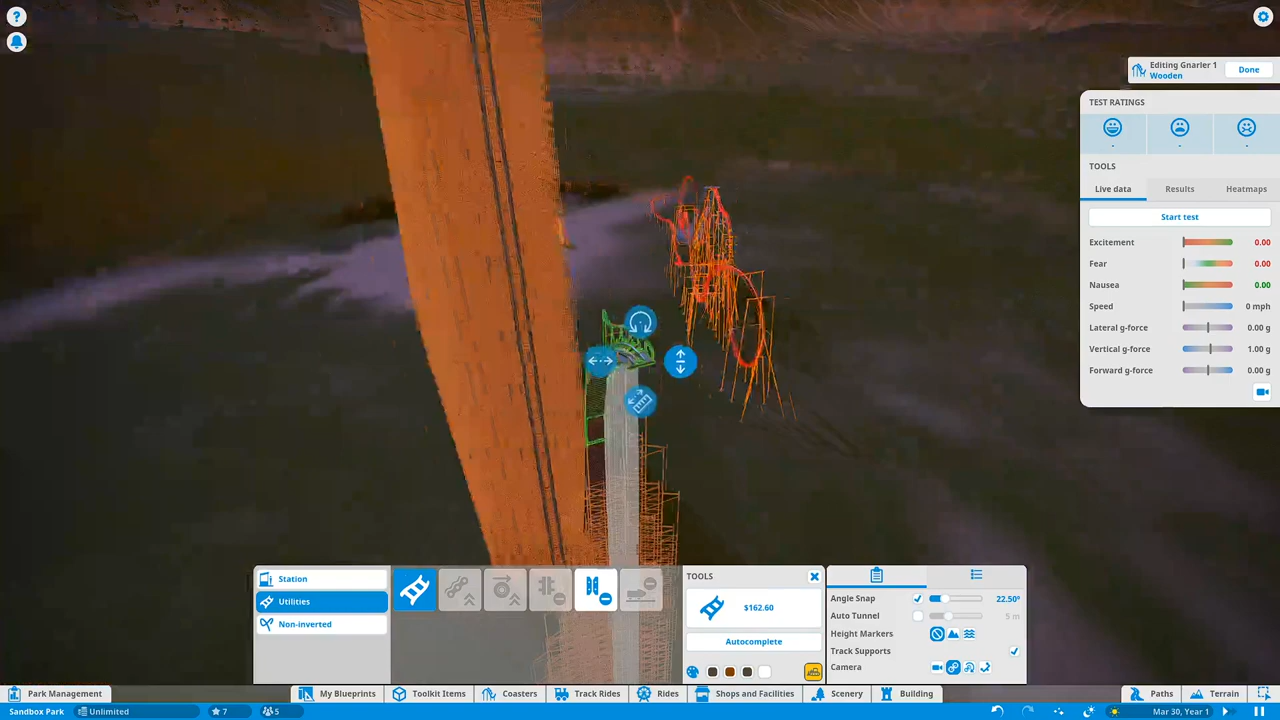 ?
Editing Gnarler 1
Wooden
Done
TEST RATINGS
-
-
-
TOOLS
Live data
Results
Heatmaps
Start test
Excitement 0.00
Fear 0.00
Nausea 0.00
Speed 0 mph
Lateral g-force 0.00 g
Vertical g-force 1.00 g
Forward g-force 0.00 g
Station
Utilities
Non-inverted
TOOLS
$162.60
Autocomplete
Angle Snap 22.50°
Auto Tunnel 5 m
Height Markers
Track Supports
Camera
Park Management
My Blueprints
Toolkit Items
Coasters
Track Rides
Rides
Shops and Facilities
Scenery
Building
Paths
Terrain
Sandbox Park
Unlimited
7
5
Mar 30, Year 1